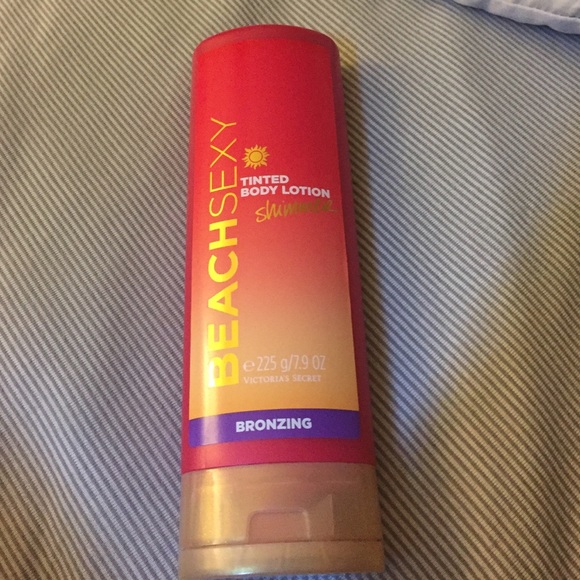 BEACHSEXY
TINTED
BODY LOTION
shimmer
e 225 g/7.9 OZ
VICTORIA'S SECRET
BRONZING